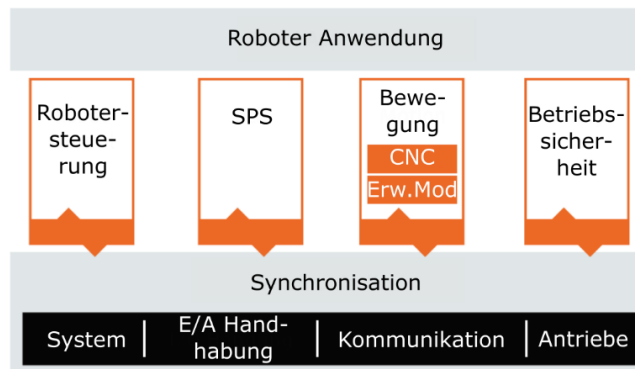 Roboter Anwendung
Roboter-
steue-
rung
SPS
Bewe-
gung
CNC
Erw.Mod
Betriebs-
sicher-
heit
Synchronisation
System
E/A Hand-
habung
Kommunikation
Antriebe